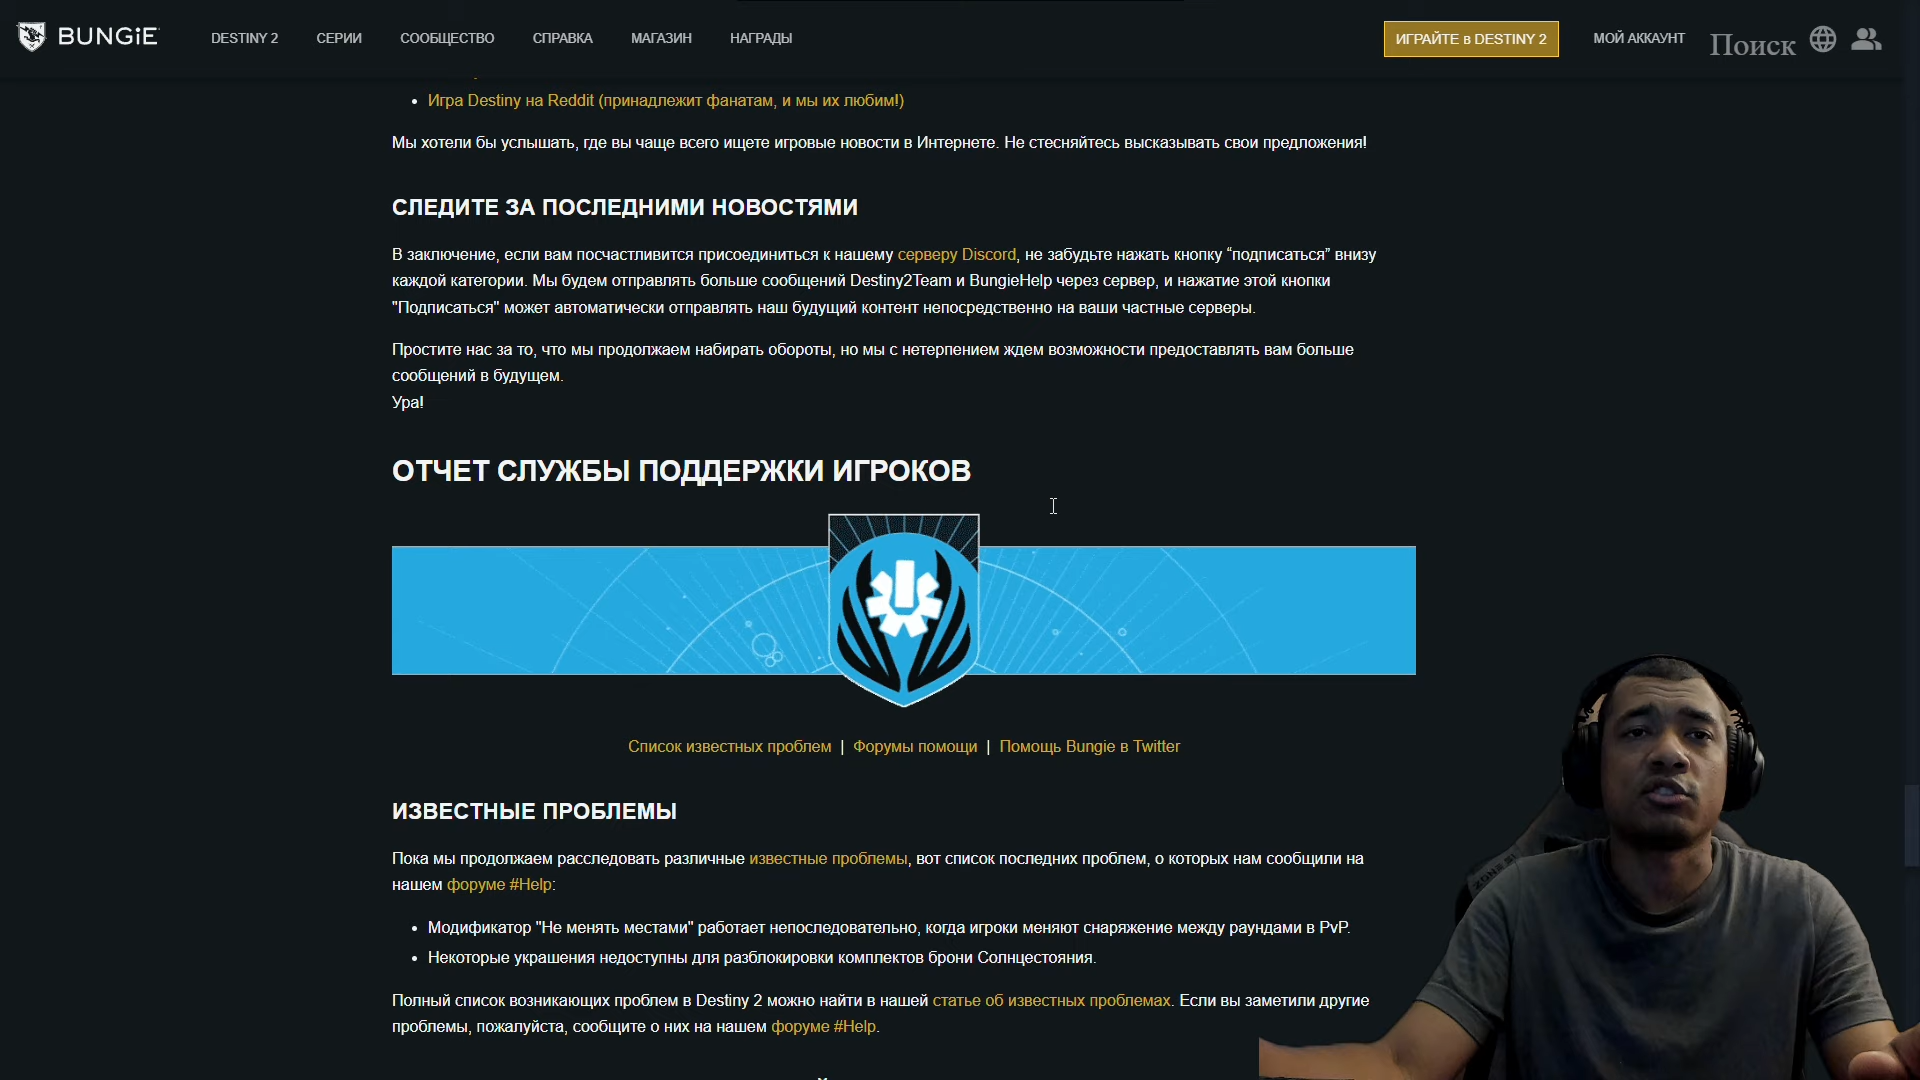 BUNGiE
DESTINY 2
СЕРИИ
СООБЩЕСТВО
СПРАВКА
МАГАЗИН
НАГРАДЫ
ИГРАЙТЕ в DESTINY 2
МОЙ АККАУНТ
Поиск
Игра Destiny на Reddit (принадлежит фанатам, и мы их любим!)
Мы хотели бы услышать, где вы чаще всего ищете игровые новости в Интернете. Не стесняйтесь высказывать свои предложения!
СЛЕДИТЕ ЗА ПОСЛЕДНИМИ НОВОСТЯМИ
В заключение, если вам посчастливится присоединиться к нашему серверу Discord, не забудьте нажать кнопку “подписаться” внизу
каждой категории. Мы будем отправлять больше сообщений Destiny2Team и BungieHelp через сервер, и нажатие этой кнопки
"Подписаться" может автоматически отправлять наш будущий контент непосредственно на ваши частные серверы.
Простите нас за то, что мы продолжаем набирать обороты, но мы с нетерпением ждем возможности предоставлять вам больше
сообщений в будущем.
Ура!
ОТЧЕТ СЛУЖБЫ ПОДДЕРЖКИ ИГРОКОВ
Список известных проблем | Форумы помощи | Помощь Bungie в Twitter
ИЗВЕСТНЫЕ ПРОБЛЕМЫ
Пока мы продолжаем расследовать различные известные проблемы, вот список последних проблем, о которых нам сообщили на
нашем форуме #Help:
Модификатор "Не менять местами" работает непоследовательно, когда игроки меняют снаряжение между раундами в PvP.
Некоторые украшения недоступны для разблокировки комплектов брони Солнцестояния.
Полный список возникающих проблем в Destiny 2 можно найти в нашей статье об известных проблемах. Если вы заметили другие
проблемы, пожалуйста, сообщите о них на нашем форуме #Help.